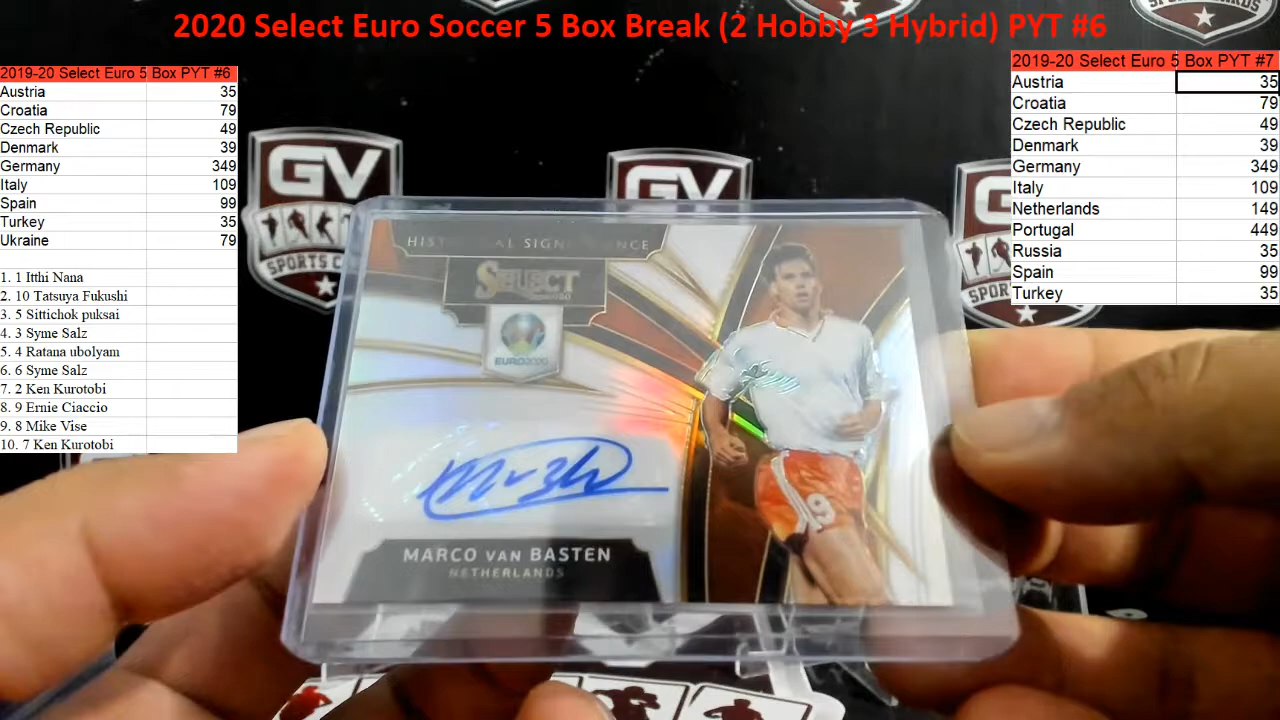 2020 Select Euro Soccer 5 Box Break (2 Hobby 3 Hybrid) PYT #6
2019-20 Select Euro 5 Box PYT #6
Austria 35
Croatia 79
Czech Republic 49
Denmark 39
Germany 349
Italy 109
Spain 99
Turkey 35
Ukraine 79
1. 1 Itthi Nana
2. 10 Tatsuya Fukushi
3. 5 Sittichok puksai
4. 3 Syme Salz
5. 4 Ratana ubolyam
6. 6 Syme Salz
7. 2 Ken Kurotobi
8. 9 Ernie Ciaccio
9. 8 Mike Vise
10. 7 Ken Kurotobi
2019-20 Select Euro 5 Box PYT #7
Austria 35
Croatia 79
Czech Republic 49
Denmark 39
Germany 349
Italy 109
Netherlands 149
Portugal 449
Russia 35
Spain 99
Turkey 35
GV
SPORTS C
GV
G
SPOR
HISTORICAL SIGNIFICANCE
SELECT
EURO2020
MARCO VAN BASTEN
NETHERLANDS
19